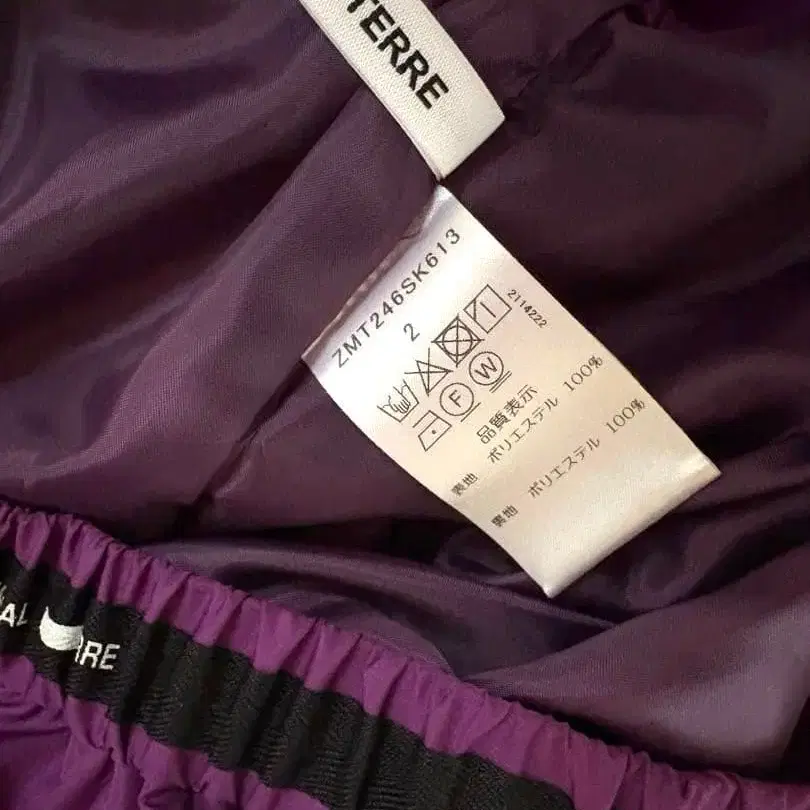 TERRE
ZMT246SK613
2
2114222
F W
品質表示
表地 ポリエステル 100%
裏地 ポリエステル 100%
AL
RRE